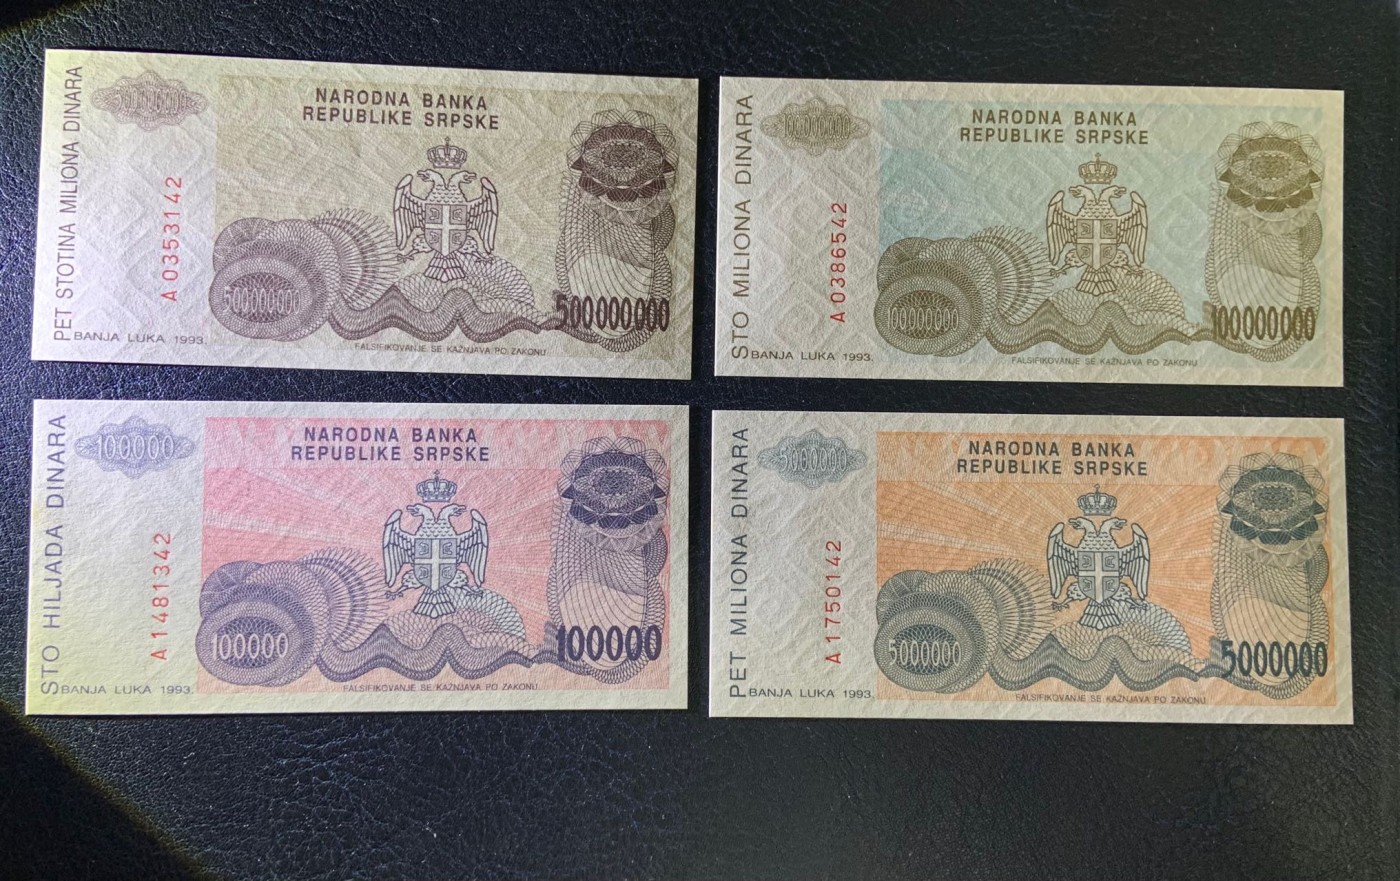 PET STOTINA MILIONA DINARA
500000000
A 0353142
NARODNA BANKA
REPUBLIKE SRPSKE
500000000
500000000
BANJA LUKA 1993.
FALSIFIKOVANJE SE KAŽNJAVA PO ZAKONU
STO MILIONA DINARA
100000000
A 0386542
NARODNA BANKA
REPUBLIKE SRPSKE
100000000
100000000
BANJA LUKA 1993.
FALSIFIKOVANJE SE KAŽNJAVA PO ZAKONU
STO HILJADA DINARA
100000
A 1481342
NARODNA BANKA
REPUBLIKE SRPSKE
100000
100000
BANJA LUKA 1993.
FALSIFIKOVANJE SE KAŽNJAVA PO ZAKONU
PET MILIONA DINARA
5000000
A 1750142
NARODNA BANKA
REPUBLIKE SRPSKE
5000000
5000000
BANJA LUKA 1993.
FALSIFIKOVANJE SE KAŽNJAVA PO ZAKONU